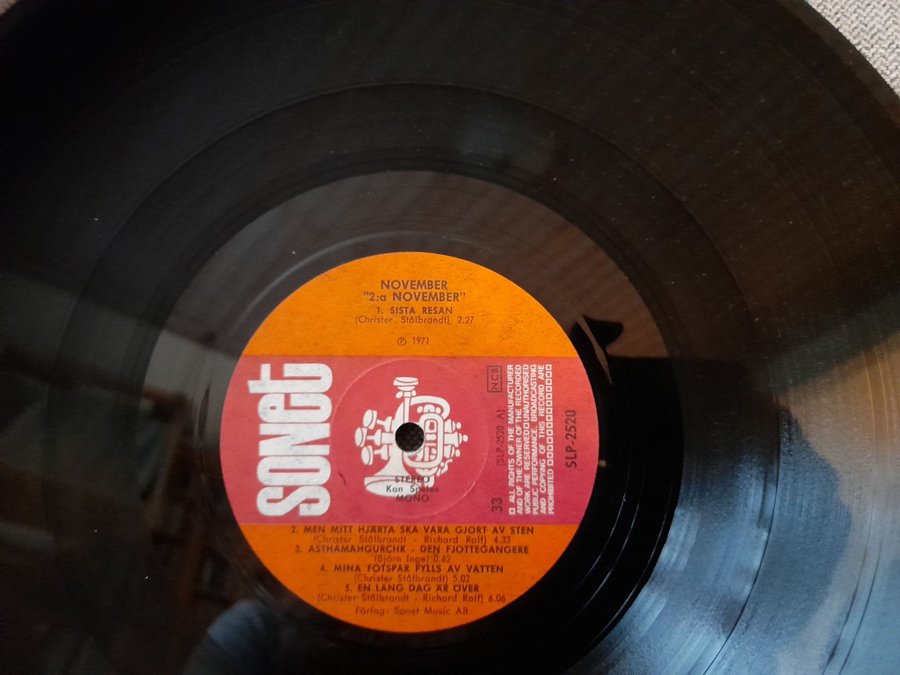 NOVEMBER
"2:a NOVEMBER"
1. SISTA RESAN
(Christer Stålbrandt) 2.27
Ⓟ 1971
sonet
STEREO
Kan Spelas
MONO
33
(SLP-2520 A)
NCB
ALL RIGHTS OF THE MANUFACTURER
AND OF THE OWNER OF THE RECORDED
WORK ARE RESERVED UNAUTHORISED
PUBLIC PERFORMANCE, BROADCASTING
AND COPYING OF THIS RECORD ARE
PROHIBITED
SLP-2520
2. MEN MITT HJÄRTA SKA VARA GJORT AV STEN
(Christer Stålbrandt - Richard Rolf) 4.33
3. ASTHAMAHGURCHK - DEN FJOTTEGANGERE
(Björn Inge) 0.42
4. MINA FOTSPÅR FYLLS AV VATTEN
(Christer Stålbrandt) 5.02
5. EN LÅNG DAG ÄR ÖVER
(Christer Stålbrandt - Richard Rolf) 6.06
Förlag: Sonet Music AB